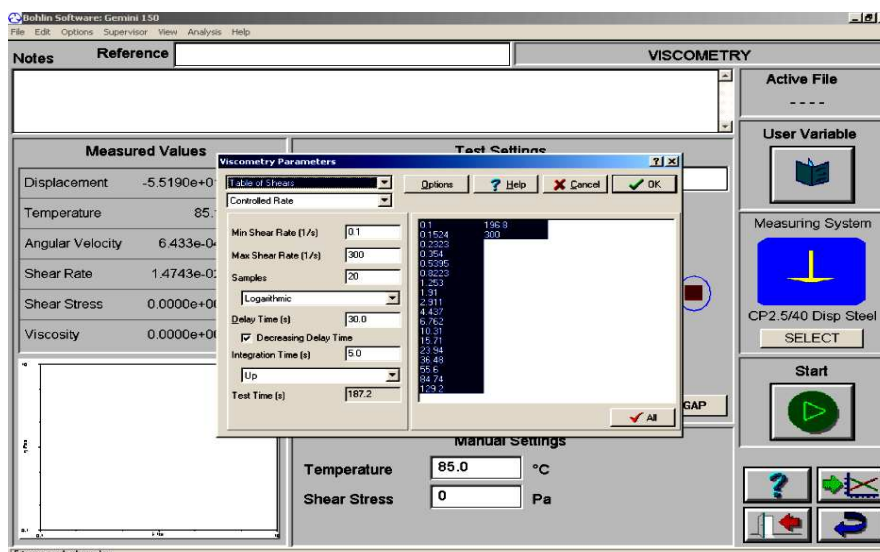 Bohlin Software: Gemini 150
File Edit Options Supervisor View Analysis Help
Notes Reference
VISCOMETRY
Active File
----
User Variable
Measured Values
Displacement -5.5190e+0
Temperature 85.
Angular Velocity 6.433e-0
Shear Rate 1.4743e-0
Shear Stress 0.0000e+0
Viscosity 0.0000e+0
Test Settings
Viscometry Parameters
Table of Shears
Controlled Rate
Options
? Help
Cancel
OK
Min Shear Rate (1/s) 0.1
Max Shear Rate (1/s) 300
Samples 20
Logarithmic
Delay Time (s) 30.0
Decreasing Delay Time
Integration Time (s) 5.0
Up
Test Time (s) 187.2
0.1
0.1524
0.2323
0.354
0.5395
0.8223
1.253
1.91
2.911
4.437
6.762
10.31
15.71
23.94
36.48
55.6
84.74
129.2
196.8
300
All
GAP
Measuring System
CP2.5/40 Disp Steel
SELECT
Start
Manual Settings
Temperature 85.0 °C
Shear Stress 0 Pa
?